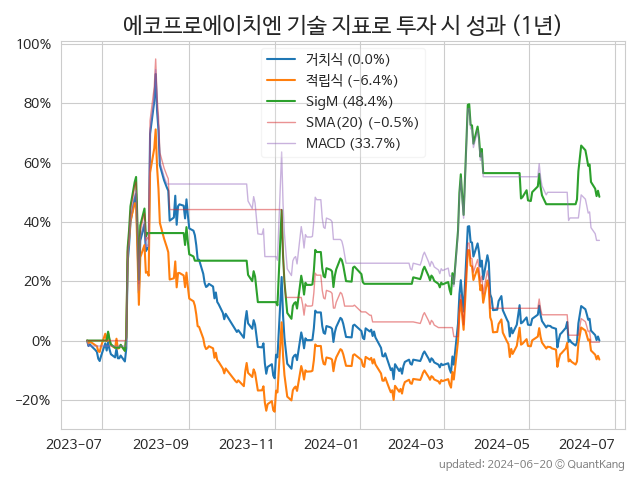 에코프로에이치엔 기술 지표로 투자 시 성과 (1년)
거치식 (0.0%)
적립식 (−6.4%)
SigM (48.4%)
SMA(20) (−0.5%)
MACD (33.7%)
100%
80%
60%
40%
20%
0%
−20%
2023-07 2023-09 2023-11 2024-01 2024-03 2024-05 2024-07
updated: 2024-06-20 © QuantKang